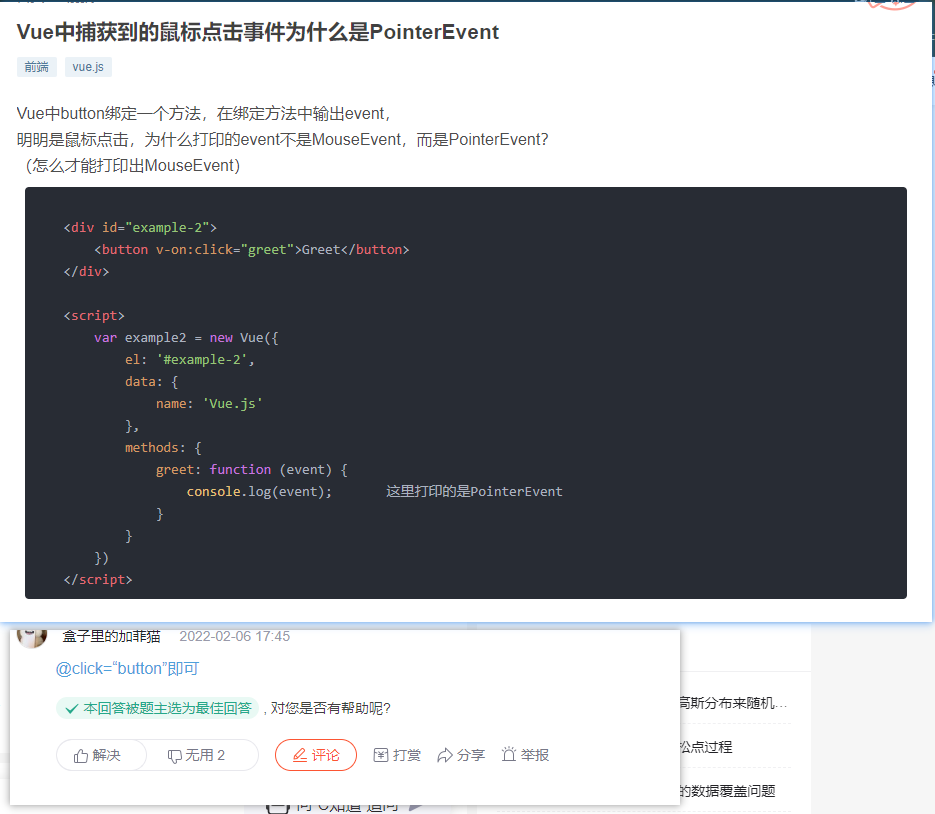 Vue中捕获到的鼠标点击事件为什么是PointerEvent
前端 vue.js
Vue中button绑定一个方法，在绑定方法中输出event，
明明是鼠标点击，为什么打印的event不是MouseEvent，而是PointerEvent？
（怎么才能打印出MouseEvent）
<div id="example-2">
    <button v-on:click="greet">Greet</button>
</div>
<script>
    var example2 = new Vue({
        el: '#example-2',
        data: {
            name: 'Vue.js'
        },
        methods: {
            greet: function (event) {
                console.log(event);       这里打印的是PointerEvent
            }
        }
    })
</script>
盒子里的加菲猫 2022-02-06 17:45
@click=“button”即可
本回答被题主选为最佳回答 , 对您是否有帮助呢?
解决 无用 2 评论 打赏 分享 举报
高斯分布来随机...
松点过程
的数据覆盖问题